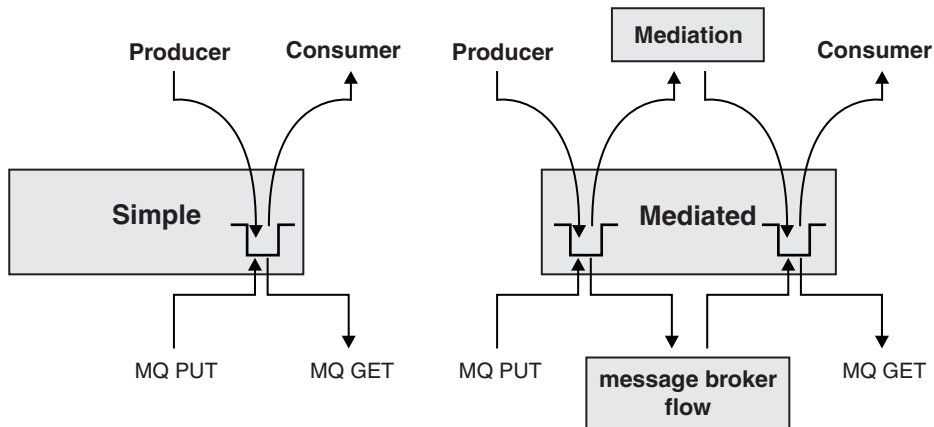 Mediation
Producer
Consumer
Producer
Consumer
Simple
Mediated
MQ PUT
MQ GET
MQ PUT
message broker
flow
MQ GET